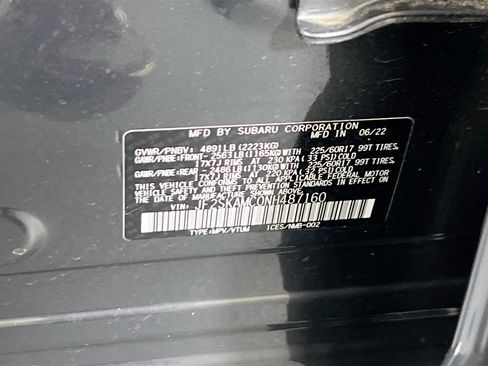 MFD BY SUBARU CORPORATION
MFD IN 06/22
GVWR/PNBV: 4891LB(2223KG)
GAWR/PNBE:FRONT- 2563LB(1165KG)WITH 225/60R17 99T TIRES
17X7J RIMS AT 230 KPA(33 PSI)COLD
GAWR/PNBE:REAR- 2486LB(1130KG)WITH 225/60R17 99T TIRES
17X7J RIMS AT 220 KPA(33 PSI)COLD
THIS VEHICLE CONFORMS TO ALL APPLICABLE FEDERAL MOTOR
VEHICLE SAFETY, BUMPER AND THEFT PREVENTION STANDARDS
IN EFFECT ON THE DATE OF MANUFACTURE SHOWN ABOVE.
VIN: JF2SKAMC0NH487160
TYPE:MPV/VTUM ICES/NMB-002